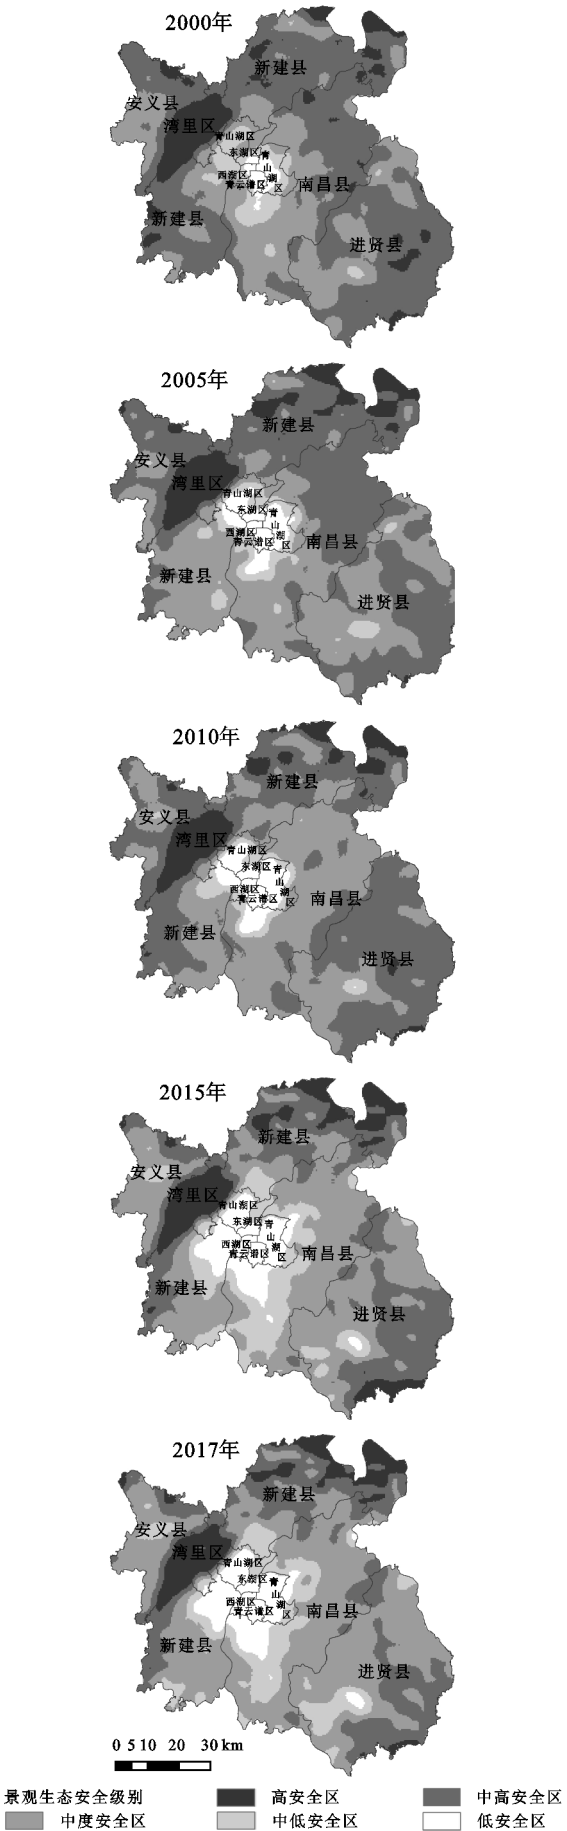 2000年
新建县
安义县
湾里区
青山湖区
东湖区
青山湖区
西湖区
青云谱区
南昌县
新建县
进贤县
2005年
新建县
安义县
湾里区
青山湖区
东湖区
青山湖区
西湖区
青云谱区
南昌县
新建县
进贤县
2010年
新建县
安义县
湾里区
青山湖区
东湖区
青山湖区
西湖区
青云谱区
南昌县
新建县
进贤县
2015年
新建县
安义县
湾里区
青山湖区
东湖区
青山湖区
西湖区
青云谱区
南昌县
新建县
进贤县
2017年
新建县
安义县
湾里区
青山湖区
东湖区
青山湖区
西湖区
青云谱区
南昌县
新建县
进贤县
0 5 10 20 30 km
景观生态安全级别 高安全区 中高安全区
中度安全区 中低安全区 低安全区